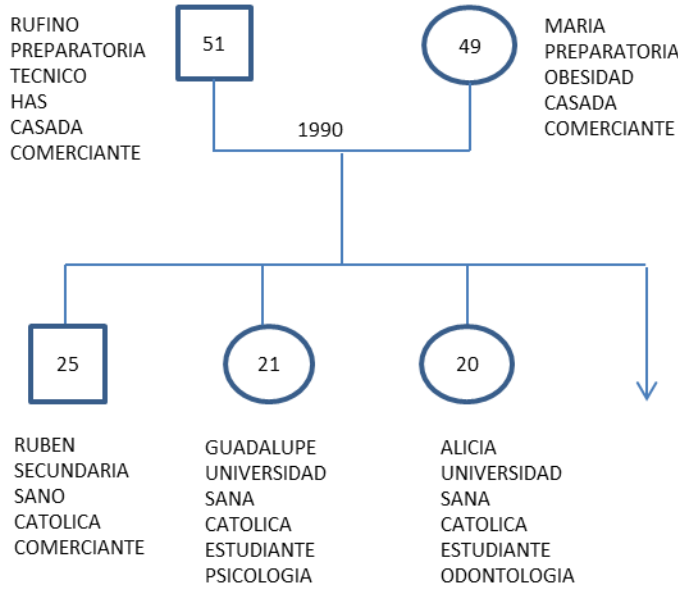 RUFINO
PREPARATORIA
TECNICO
HAS
CASADA
COMERCIANTE
51
49
MARIA
PREPARATORIA
OBESIDAD
CASADA
COMERCIANTE
1990
25
21
20
RUBEN
SECUNDARIA
SANO
CATOLICA
COMERCIANTE
GUADALUPE
UNIVERSIDAD
SANA
CATOLICA
ESTUDIANTE
PSICOLOGIA
ALICIA
UNIVERSIDAD
SANA
CATOLICA
ESTUDIANTE
ODONTOLOGIA